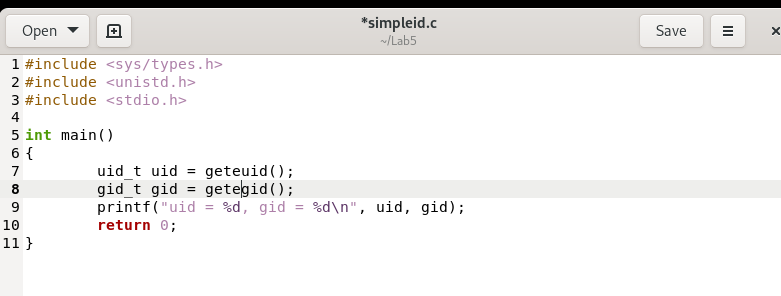 Open
*simpleid.c
~/Lab5
Save
1 #include <sys/types.h>
2 #include <unistd.h>
3 #include <stdio.h>
4
5 int main()
6 {
7         uid_t uid = geteuid();
8         gid_t gid = getegid();
9         printf("uid = %d, gid = %d\n", uid, gid);
10         return 0;
11 }